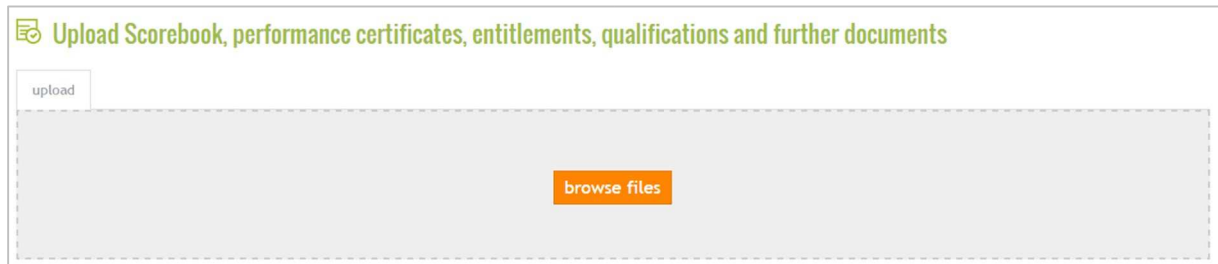 Upload Scorebook, performance certificates, entitlements, qualifications and further documents
upload
browse files